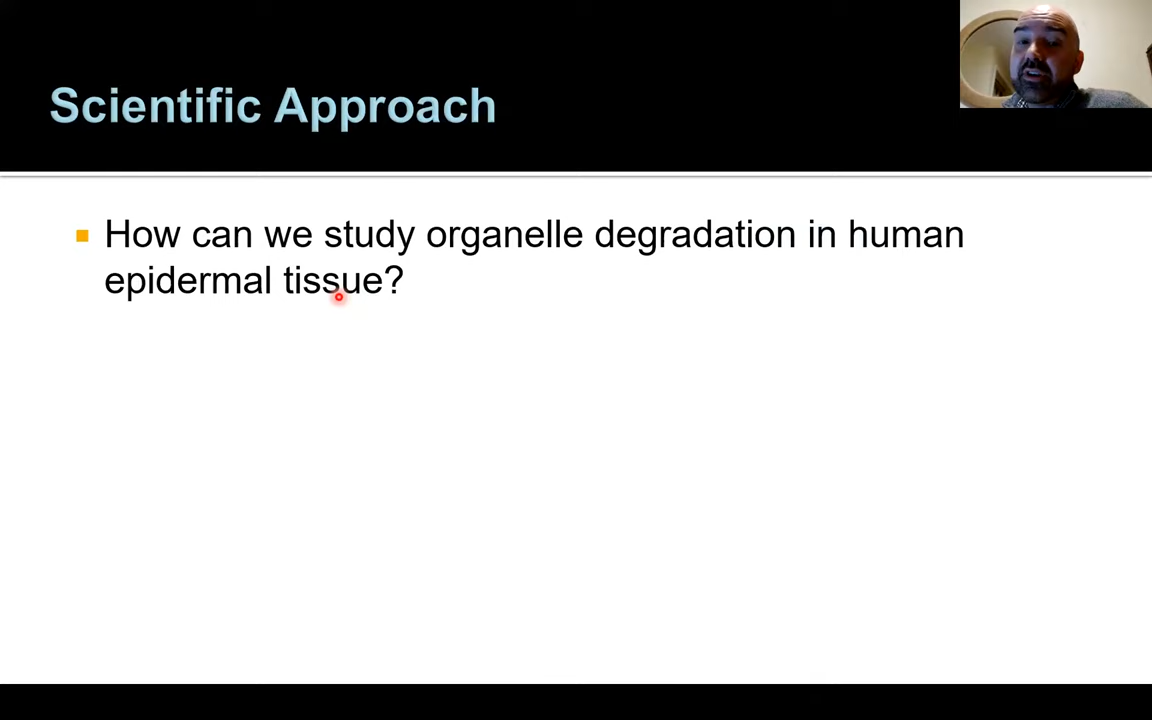 Scientific Approach
How can we study organelle degradation in human
epidermal tissue?